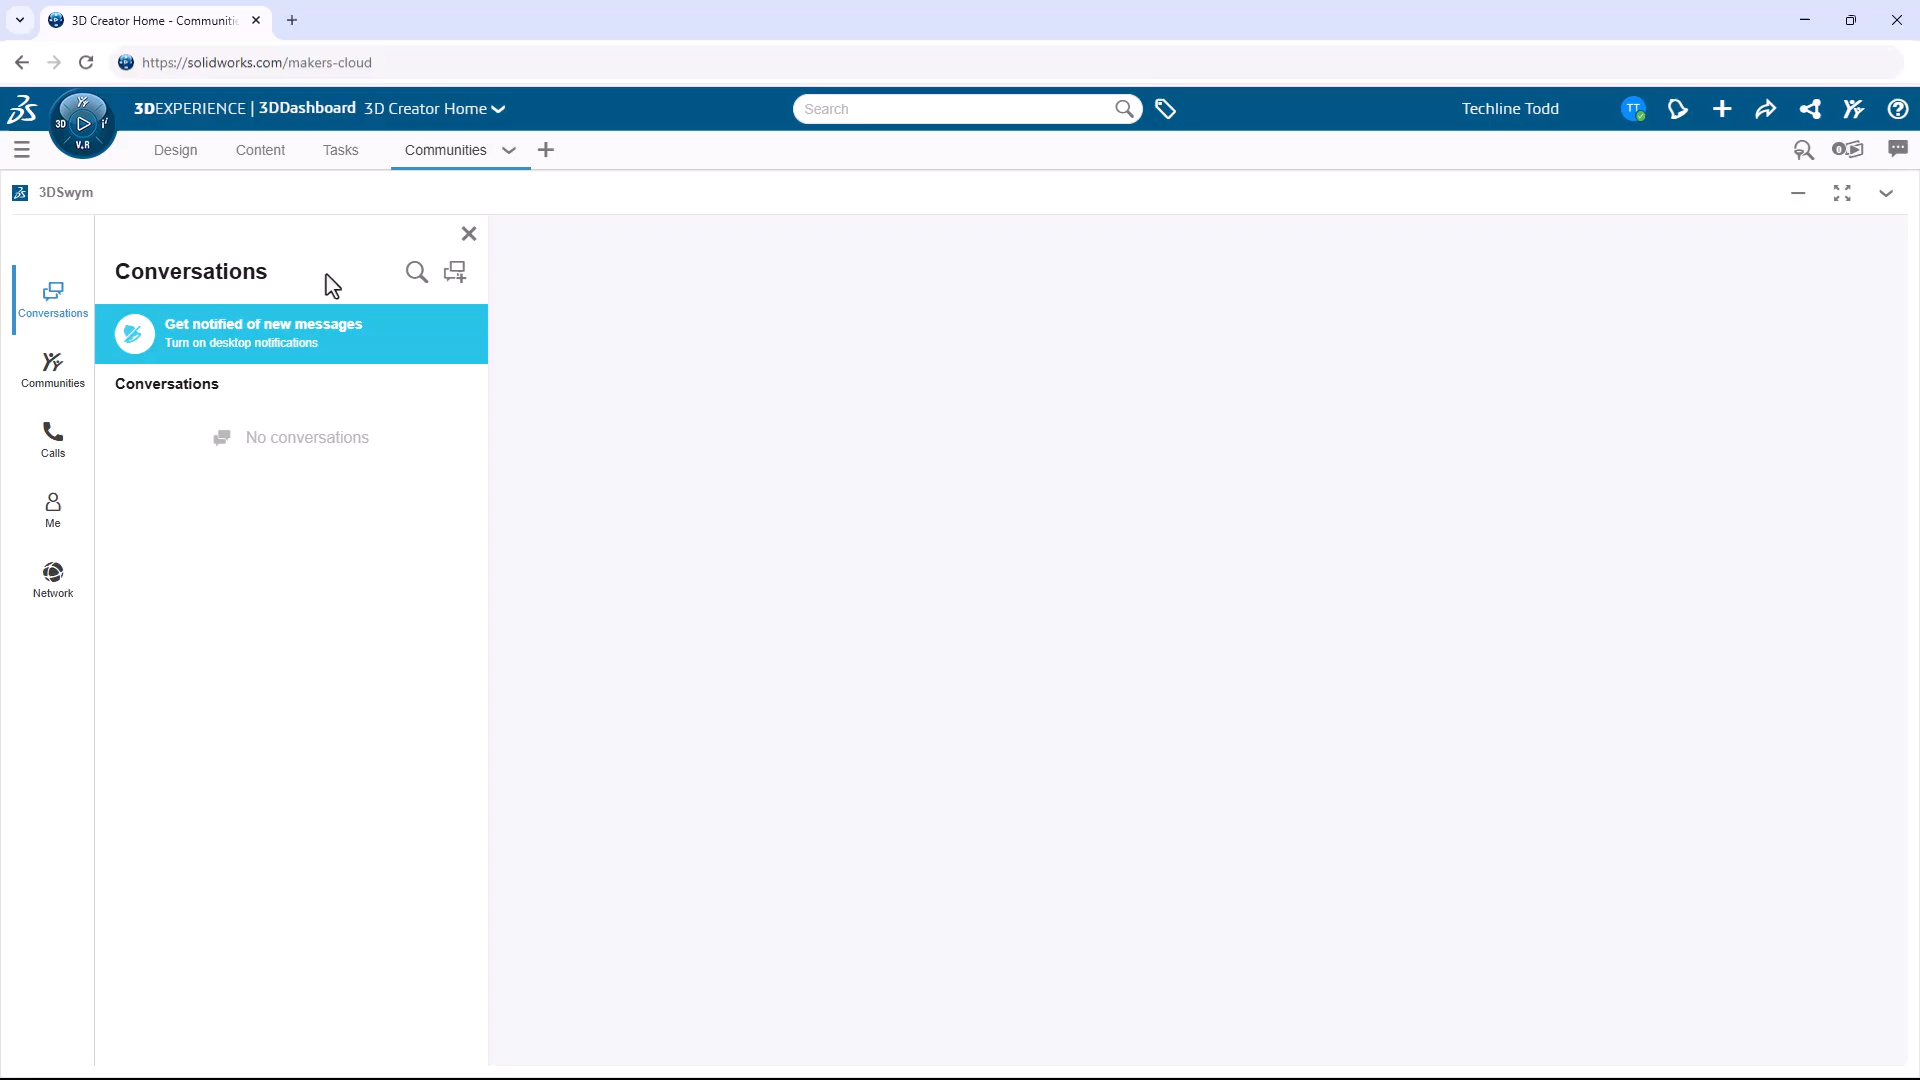 3D Creator Home - Communiti
https://solidworks.com/makers-cloud
3DEXPERIENCE | 3DDashboard 3D Creator Home
Search
Techline Todd
TT
3D
V.R
Design
Content
Tasks
Communities
0
3DSwym
Conversations
Get notified of new messages
Turn on desktop notifications
Conversations
No conversations
Conversations
Communities
Calls
Me
Network